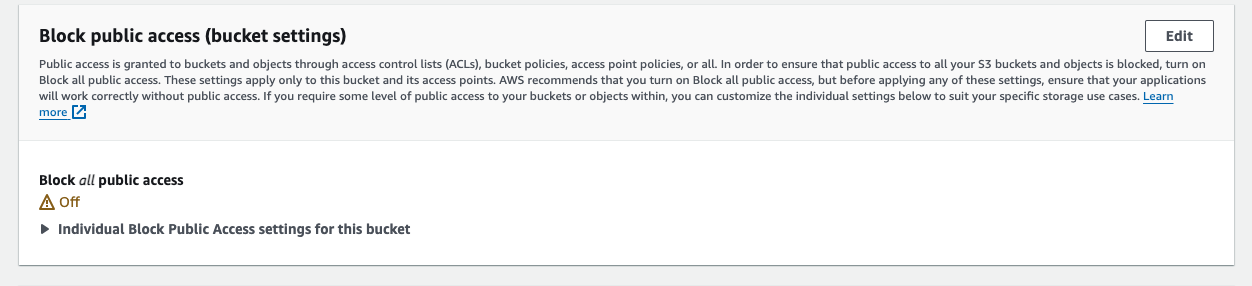 Block public access (bucket settings)
Edit
Public access is granted to buckets and objects through access control lists (ACLs), bucket policies, access point policies, or all. In order to ensure that public access to all your S3 buckets and objects is blocked, turn on
Block all public access. These settings apply only to this bucket and its access points. AWS recommends that you turn on Block all public access, but before applying any of these settings, ensure that your applications
will work correctly without public access. If you require some level of public access to your buckets or objects within, you can customize the individual settings below to suit your specific storage use cases. Learn
more
Block all public access
Off
Individual Block Public Access settings for this bucket